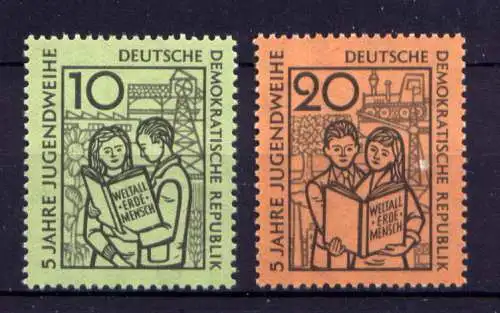 5 JAHRE JUGENDWEIHE
10
DEUTSCHE
DEMOKRATISCHE REPUBLIK
WELTALL
• ERDE •
MENSCH
5 JAHRE JUGENDWEIHE
20
DEUTSCHE
DEMOKRATISCHE REPUBLIK
WELTALL
• ERDE •
MENSCH